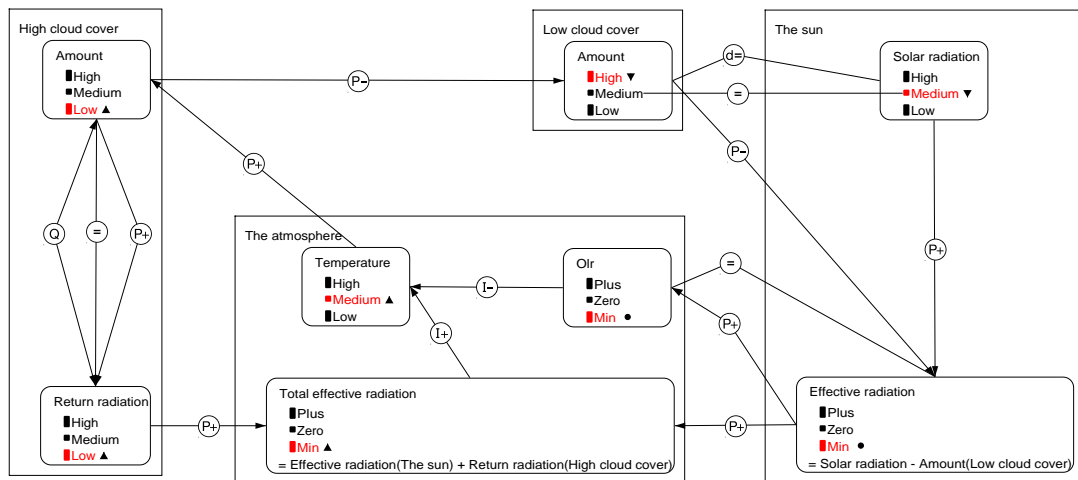 High cloud cover
Amount
High
Medium
Low
Q
=
P+
Return radiation
High
Medium
Low
P-
P+
P+
Low cloud cover
Amount
High
Medium
Low
d=
=
P-
The sun
Solar radiation
High
Medium
Low
P+
The atmosphere
Temperature
High
Medium
Low
I-
I+
Olr
Plus
Zero
Min
=
P+
P+
Total effective radiation
Plus
Zero
Min
= Effective radiation(The sun) + Return radiation(High cloud cover)
Effective radiation
Plus
Zero
Min
= Solar radiation - Amount(Low cloud cover)